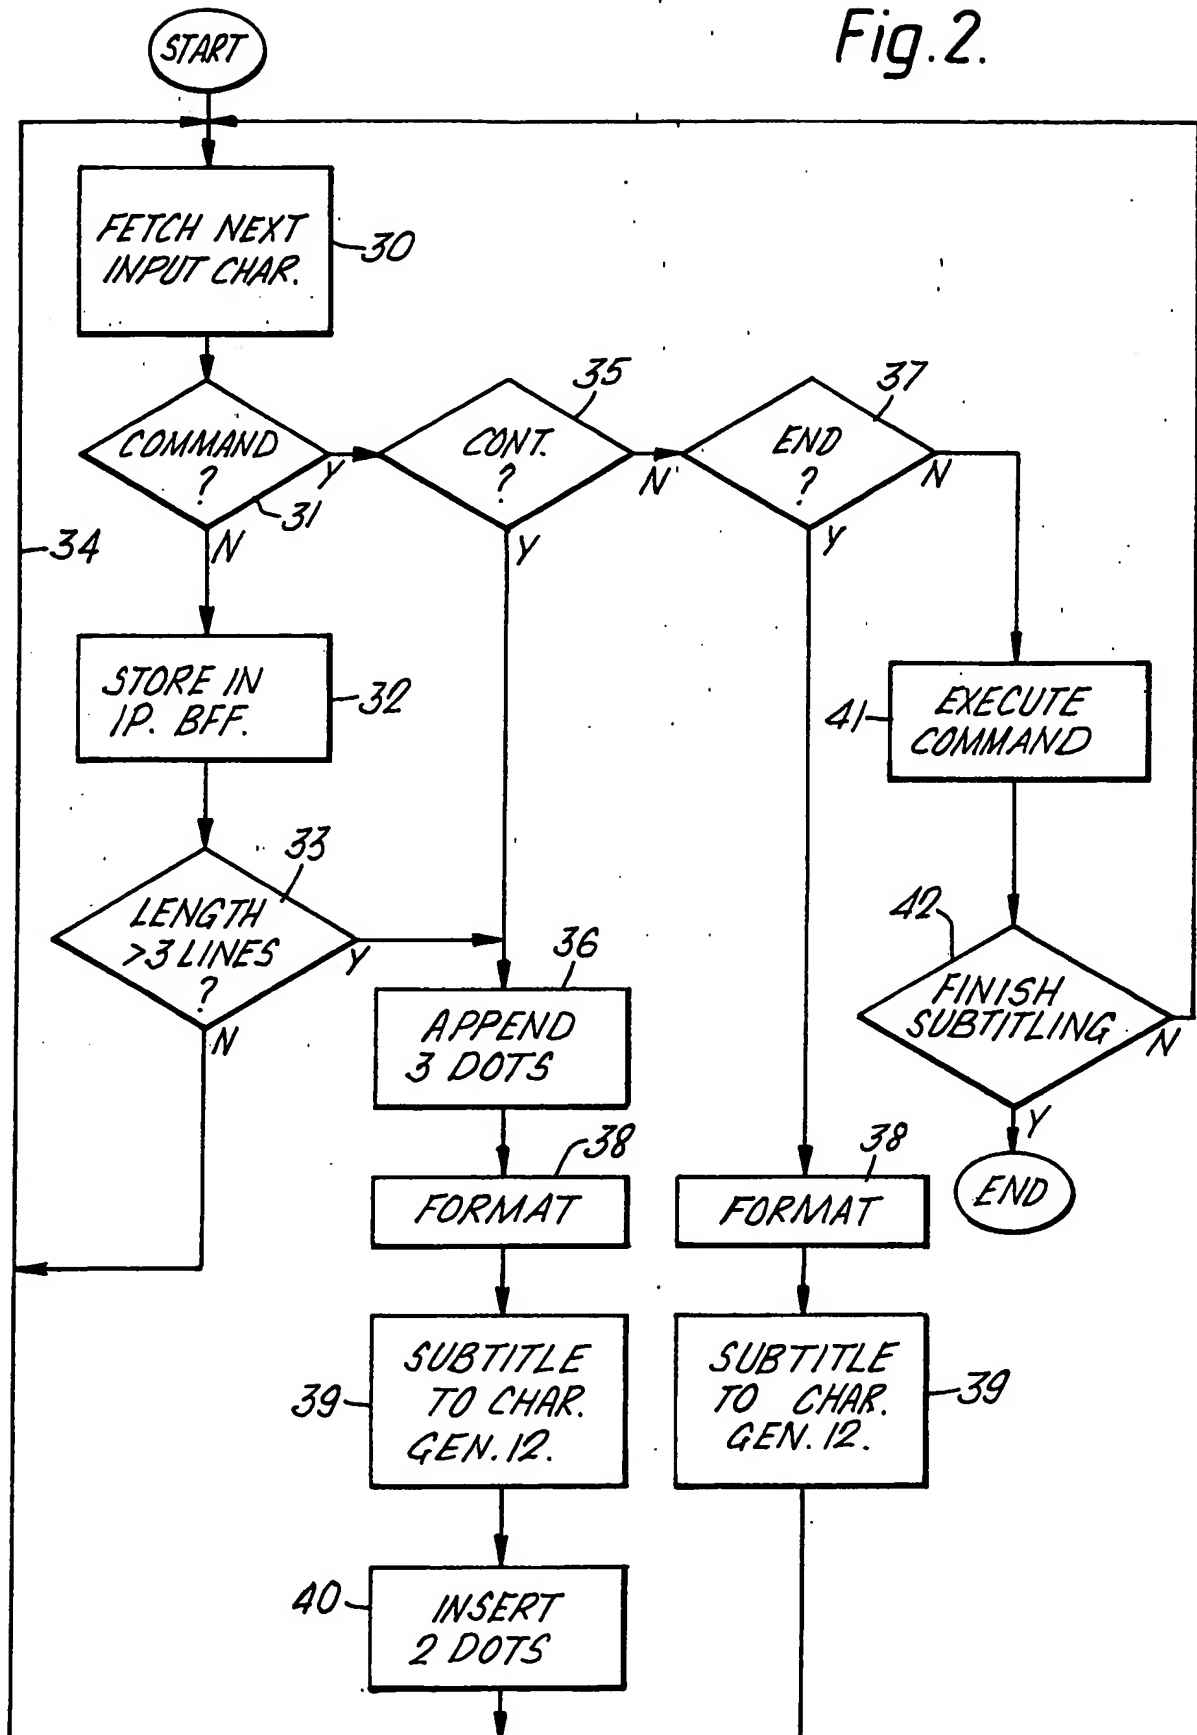 Fig. 2.
START
FETCH NEXT
INPUT CHAR.
30
COMMAND
?
31
Y
N
CONT.
?
35
N
Y
END
?
37
N
Y
34
STORE IN
IP. BFF.
32
EXECUTE
COMMAND
41
LENGTH
>3 LINES
?
33
Y
N
42
FINISH
SUBTITLING
N
Y
END
36
APPEND
3 DOTS
38
FORMAT
38
FORMAT
SUBTITLE
TO CHAR.
GEN. 12.
39
SUBTITLE
TO CHAR.
GEN. 12.
39
40
INSERT
2 DOTS